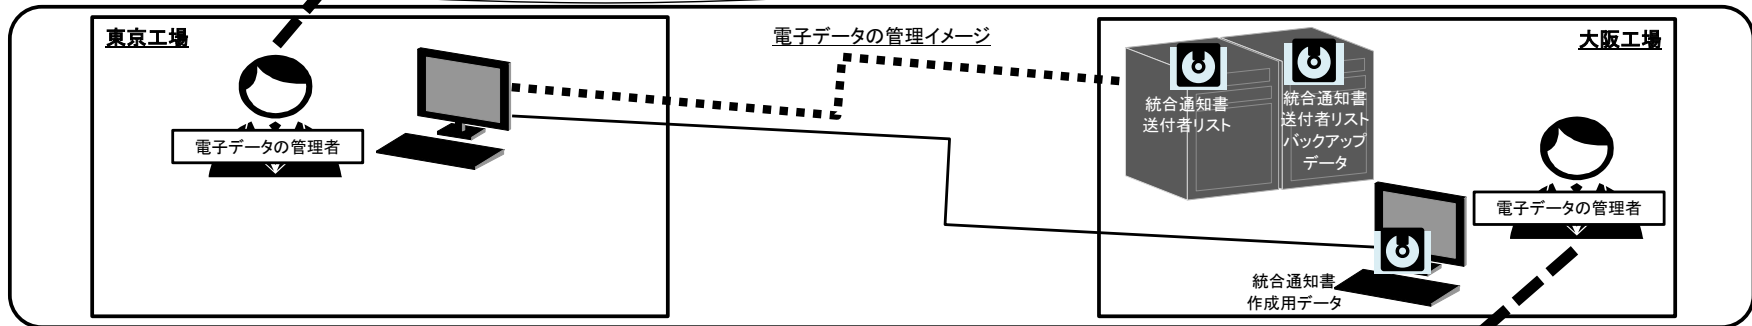 東京工場
電子データの管理者
電子データの管理イメージ
大阪工場
統合通知書
送付者リスト
統合通知書
送付者リスト
バックアップ
データ
電子データの管理者
統合通知書
作成用データ